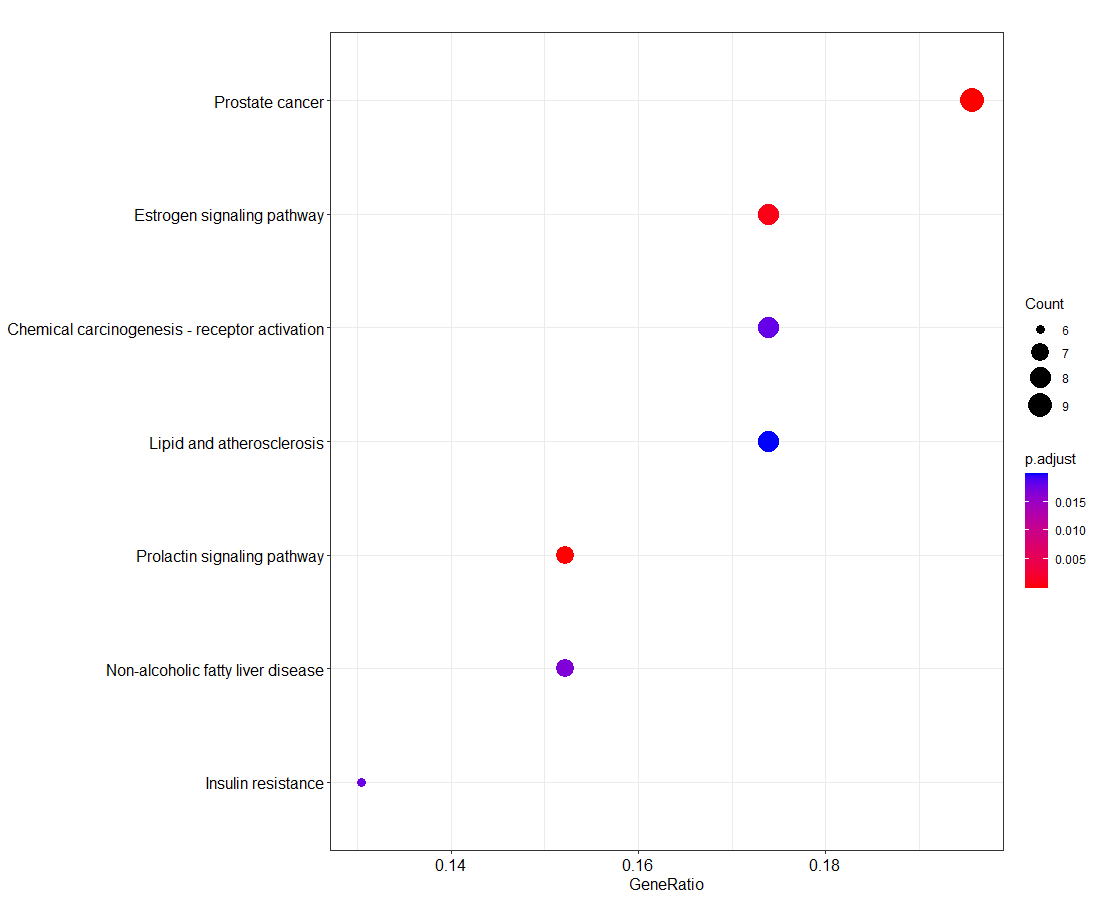 Prostate cancer
Estrogen signaling pathway
Chemical carcinogenesis - receptor activation
Lipid and atherosclerosis
Prolactin signaling pathway
Non-alcoholic fatty liver disease
Insulin resistance
0.14
0.16
0.18
GeneRatio
Count
6
7
8
9
p.adjust
0.015
0.010
0.005